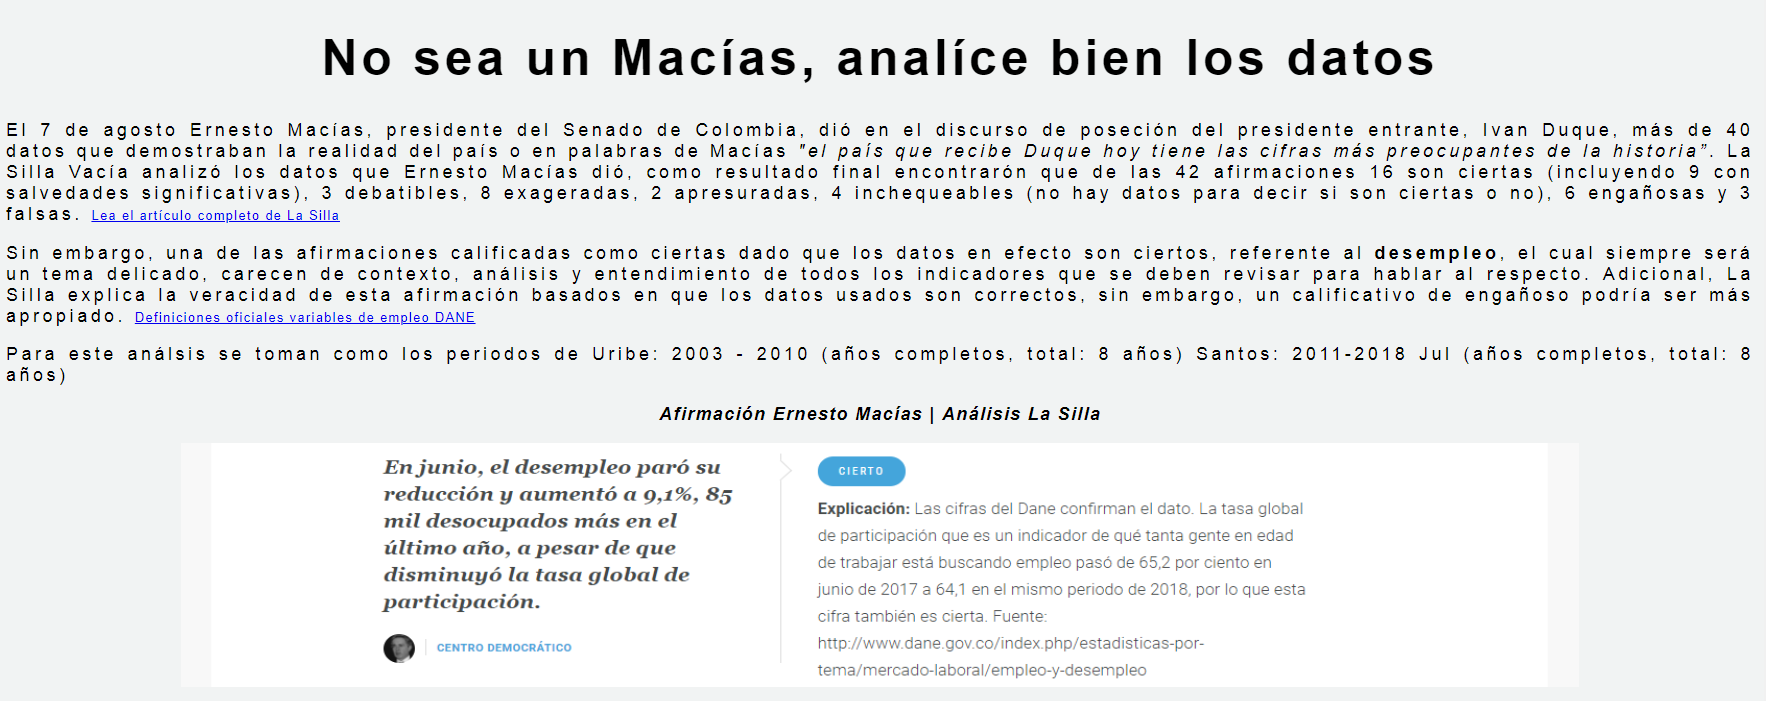 No sea un Macías, analíce bien los datos
El 7 de agosto Ernesto Macías, presidente del Senado de Colombia, dió en el discurso de poseción del presidente entrante, Ivan Duque, más de 40
datos que demostraban la realidad del país o en palabras de Macías "el país que recibe Duque hoy tiene las cifras más preocupantes de la historia”. La
Silla Vacía analizó los datos que Ernesto Macías dió, como resultado final encontrarón que de las 42 afirmaciones 16 son ciertas (incluyendo 9 con
salvedades significativas), 3 debatibles, 8 exageradas, 2 apresuradas, 4 inchequeables (no hay datos para decir si son ciertas o no), 6 engañosas y 3
falsas. Lea el artículo completo de La Silla
Sin embargo, una de las afirmaciones calificadas como ciertas dado que los datos en efecto son ciertos, referente al desempleo, el cual siempre será
un tema delicado, carecen de contexto, análisis y entendimiento de todos los indicadores que se deben revisar para hablar al respecto. Adicional, La
Silla explica la veracidad de esta afirmación basados en que los datos usados son correctos, sin embargo, un calificativo de engañoso podría ser más
apropiado. Definiciones oficiales variables de empleo DANE
Para este análsis se toman como los periodos de Uribe: 2003 - 2010 (años completos, total: 8 años) Santos: 2011-2018 Jul (años completos, total: 8
años)
Afirmación Ernesto Macías | Análisis La Silla
En junio, el desempleo paró su
reducción y aumentó a 9,1%, 85
mil desocupados más en el
último año, a pesar de que
disminuyó la tasa global de
participación.
CENTRO DEMOCRÁTICO
CIERTO
Explicación: Las cifras del Dane confirman el dato. La tasa global
de participación que es un indicador de qué tanta gente en edad
de trabajar está buscando empleo pasó de 65,2 por ciento en
junio de 2017 a 64,1 en el mismo periodo de 2018, por lo que esta
cifra también es cierta. Fuente:
http://www.dane.gov.co/index.php/estadisticas-por-
tema/mercado-laboral/empleo-y-desempleo